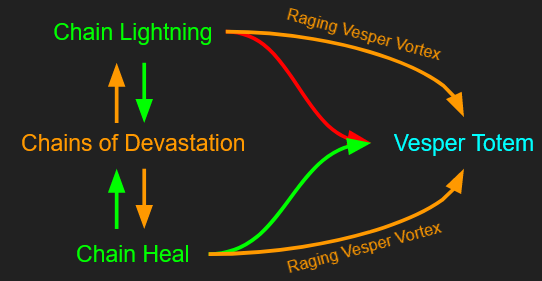 Chain Lightning
Raging Vesper Vortex
Chains of Devastation
Vesper Totem
Chain Heal
Raging Vesper Vortex